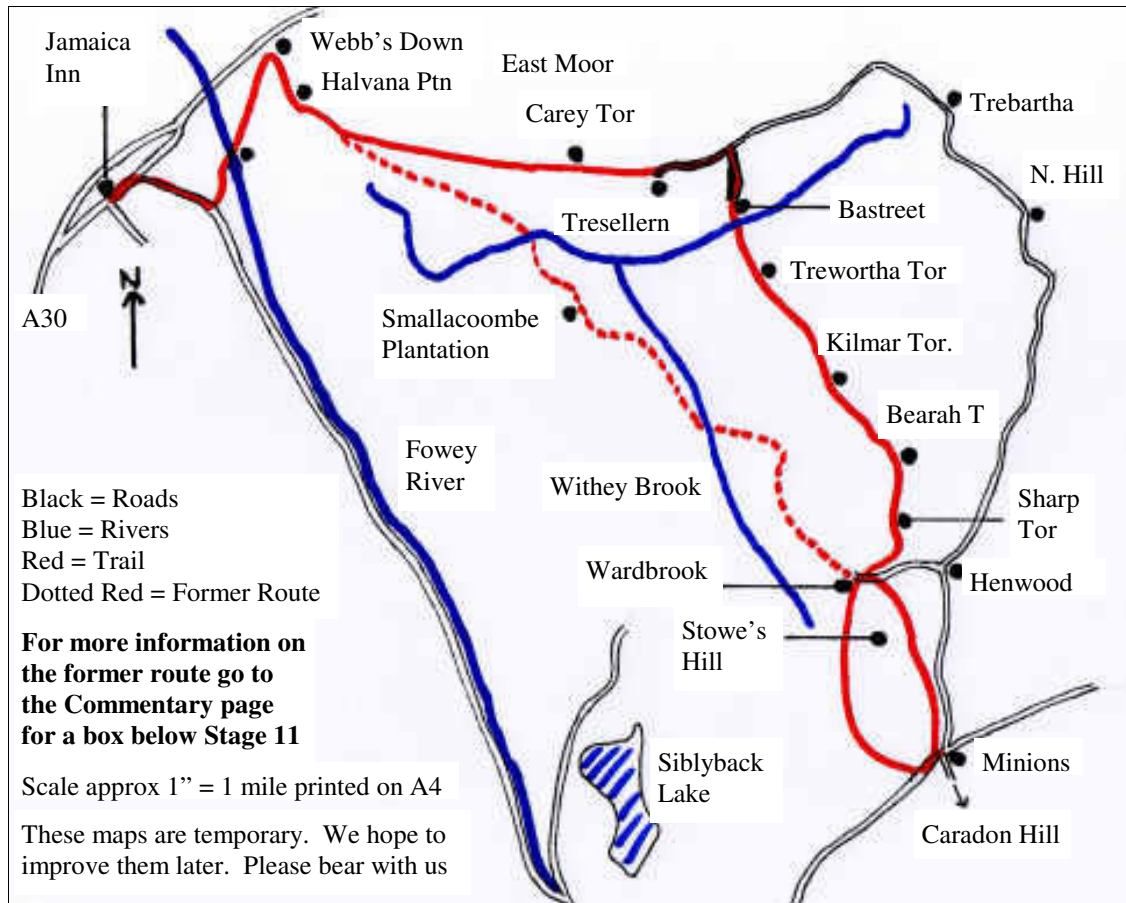 Jamaica
Inn
Webb's Down
Halvana Ptn
East Moor
Carey Tor
Trebartha
N. Hill
Tresellern
Bastreet
Trewortha Tor
N
A30
Smallacoombe
Plantation
Kilmar Tor.
Bearah T
Fowey
River
Withey Brook
Sharp
Tor
Black = Roads
Blue = Rivers
Red = Trail
Dotted Red = Former Route
Wardbrook
Henwood
Stowe's
Hill
For more information on
the former route go to
the Commentary page
for a box below Stage 11
Siblyback
Lake
Minions
Scale approx 1” = 1 mile printed on A4
Caradon Hill
These maps are temporary.  We hope to
improve them later.  Please bear with us